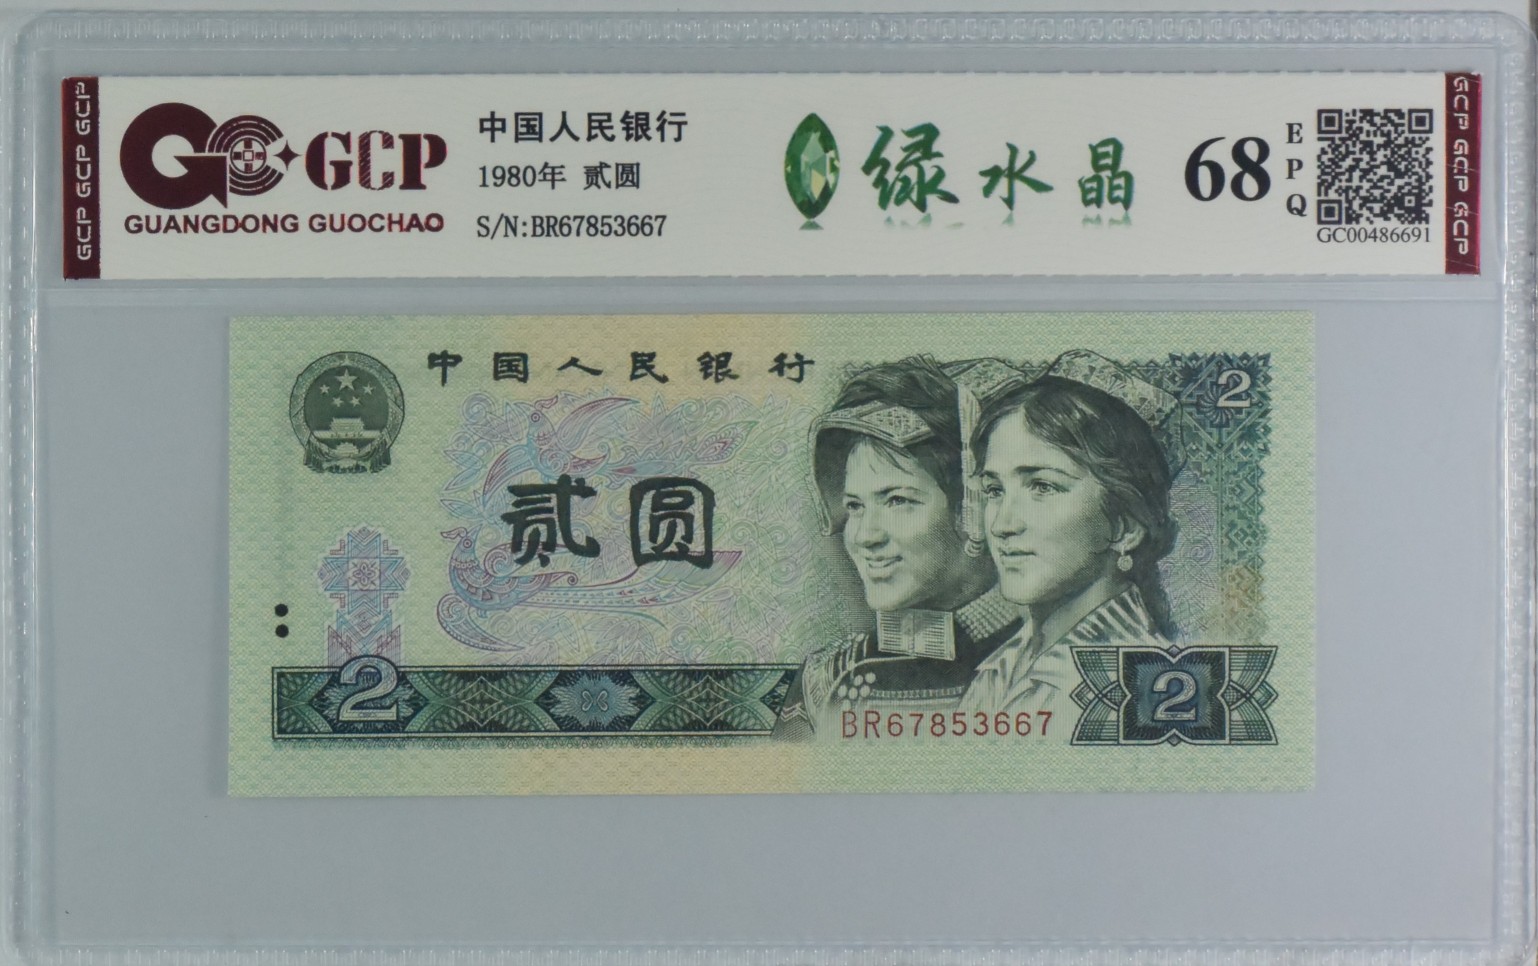 GCP GCP GCP
GCP
GUANGDONG GUOCHAO
中国人民银行
1980年 贰圆
S/N:BR67853667
绿水晶
68
EPQ
GC00486691
GCP GCP GCP
中国人民银行
2
贰圆
2
BR67853667
2